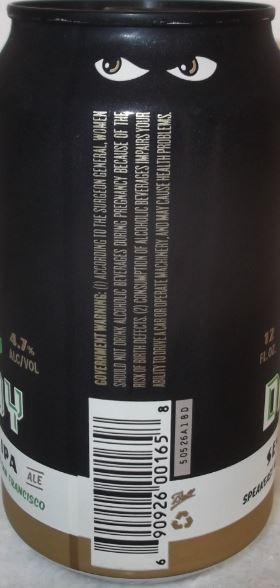 GOVERNMENT WARNING: (1) ACCORDING TO THE SURGEON GENERAL, WOMEN
SHOULD NOT DRINK ALCOHOLIC BEVERAGES DURING PREGNANCY BECAUSE OF THE
RISK OF BIRTH DEFECTS. (2) CONSUMPTION OF ALCOHOLIC BEVERAGES IMPAIRS YOUR
ABILITY TO DRIVE A CAR OR OPERATE MACHINERY, AND MAY CAUSE HEALTH PROBLEMS.
4.7%
ALC/VOL
12
FL. OZ.
DY
D
IPA
ALE
FRANCISCO
SPEAKE
50526A1BD
6 90926 00165 8